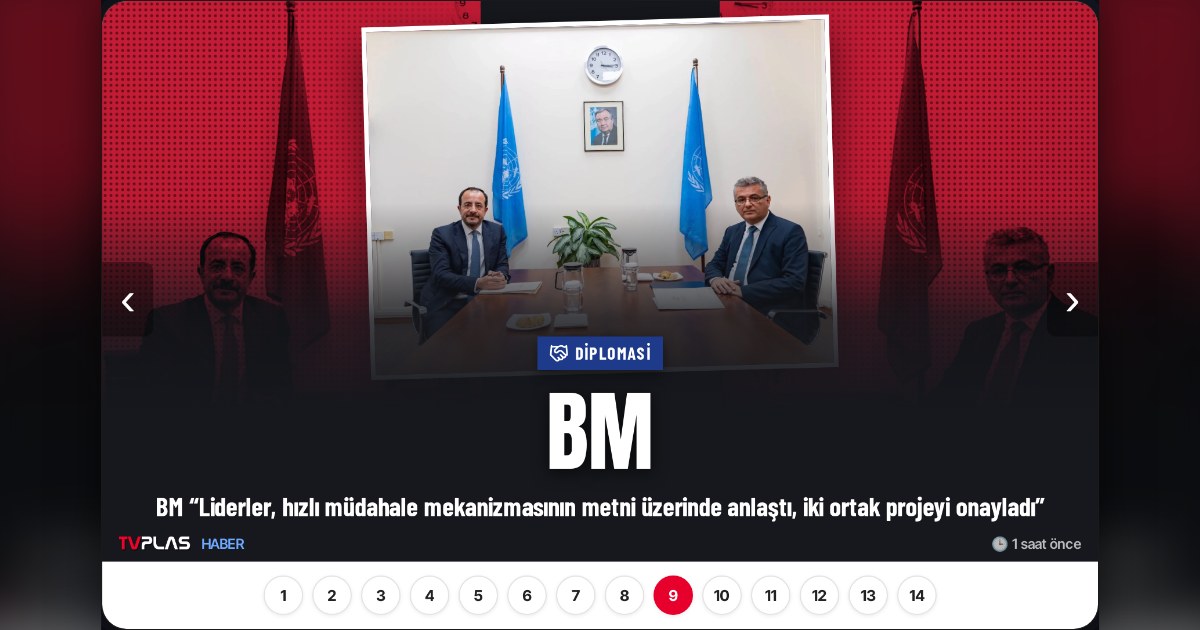 DİPLOMASİ
BM
BM “Liderler, hızlı müdahale mekanizmasının metni üzerinde anlaştı, iki ortak projeyi onayladı”
TVPLAS HABER
1 saat önce
1 2 3 4 5 6 7 8 9 10 11 12 13 14